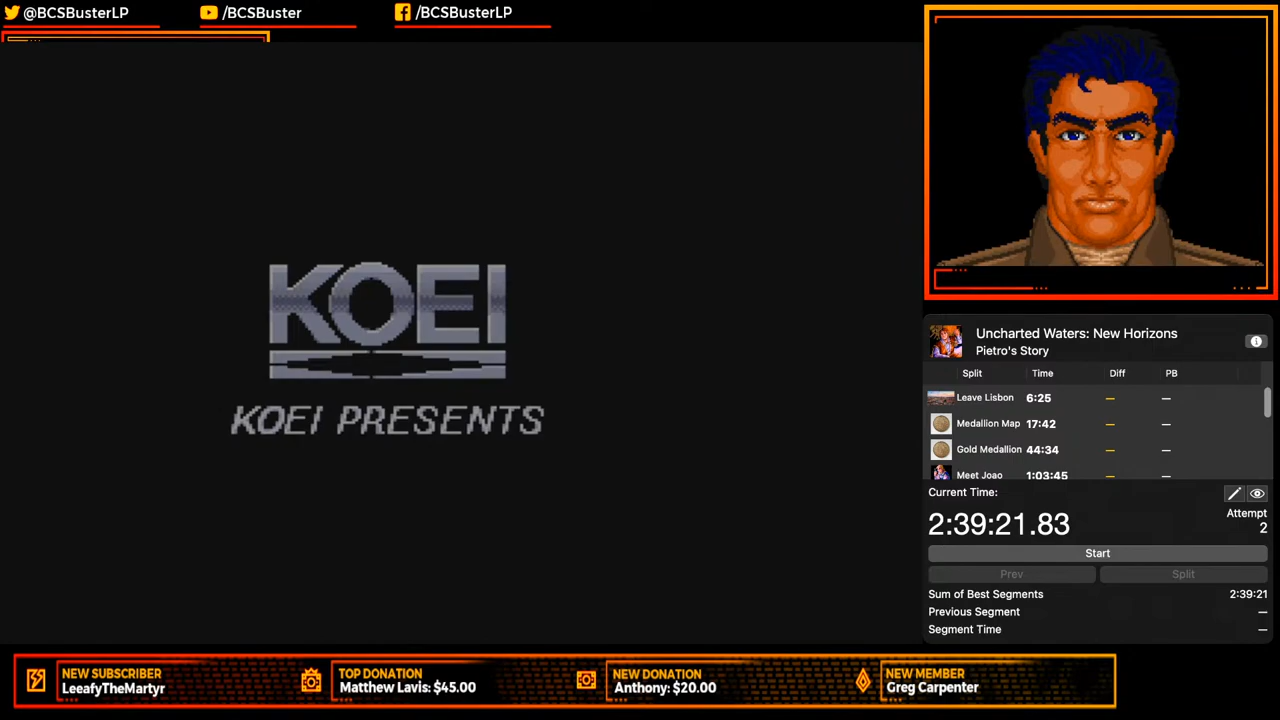 @BCSBusterLP
/BCSBuster
/BCSBusterLP
KOEI
KOEI PRESENTS
Uncharted Waters: New Horizons
Pietro's Story
Split Time Diff PB
Leave Lisbon 6:25 — —
Medallion Map 17:42 — —
Gold Medallion 44:34 — —
Meet Joao 1:03:45 — —
Current Time:
2:39:21.83
Attempt
2
Start
Prev Split
Sum of Best Segments 2:39:21
Previous Segment —
Segment Time —
NEW SUBSCRIBER
LeeafyTheMartyr
TOP DONATION
Matthew Lavis: $45.00
NEW DONATION
Anthony: $20.00
NEW MEMBER
Greg Carpenter